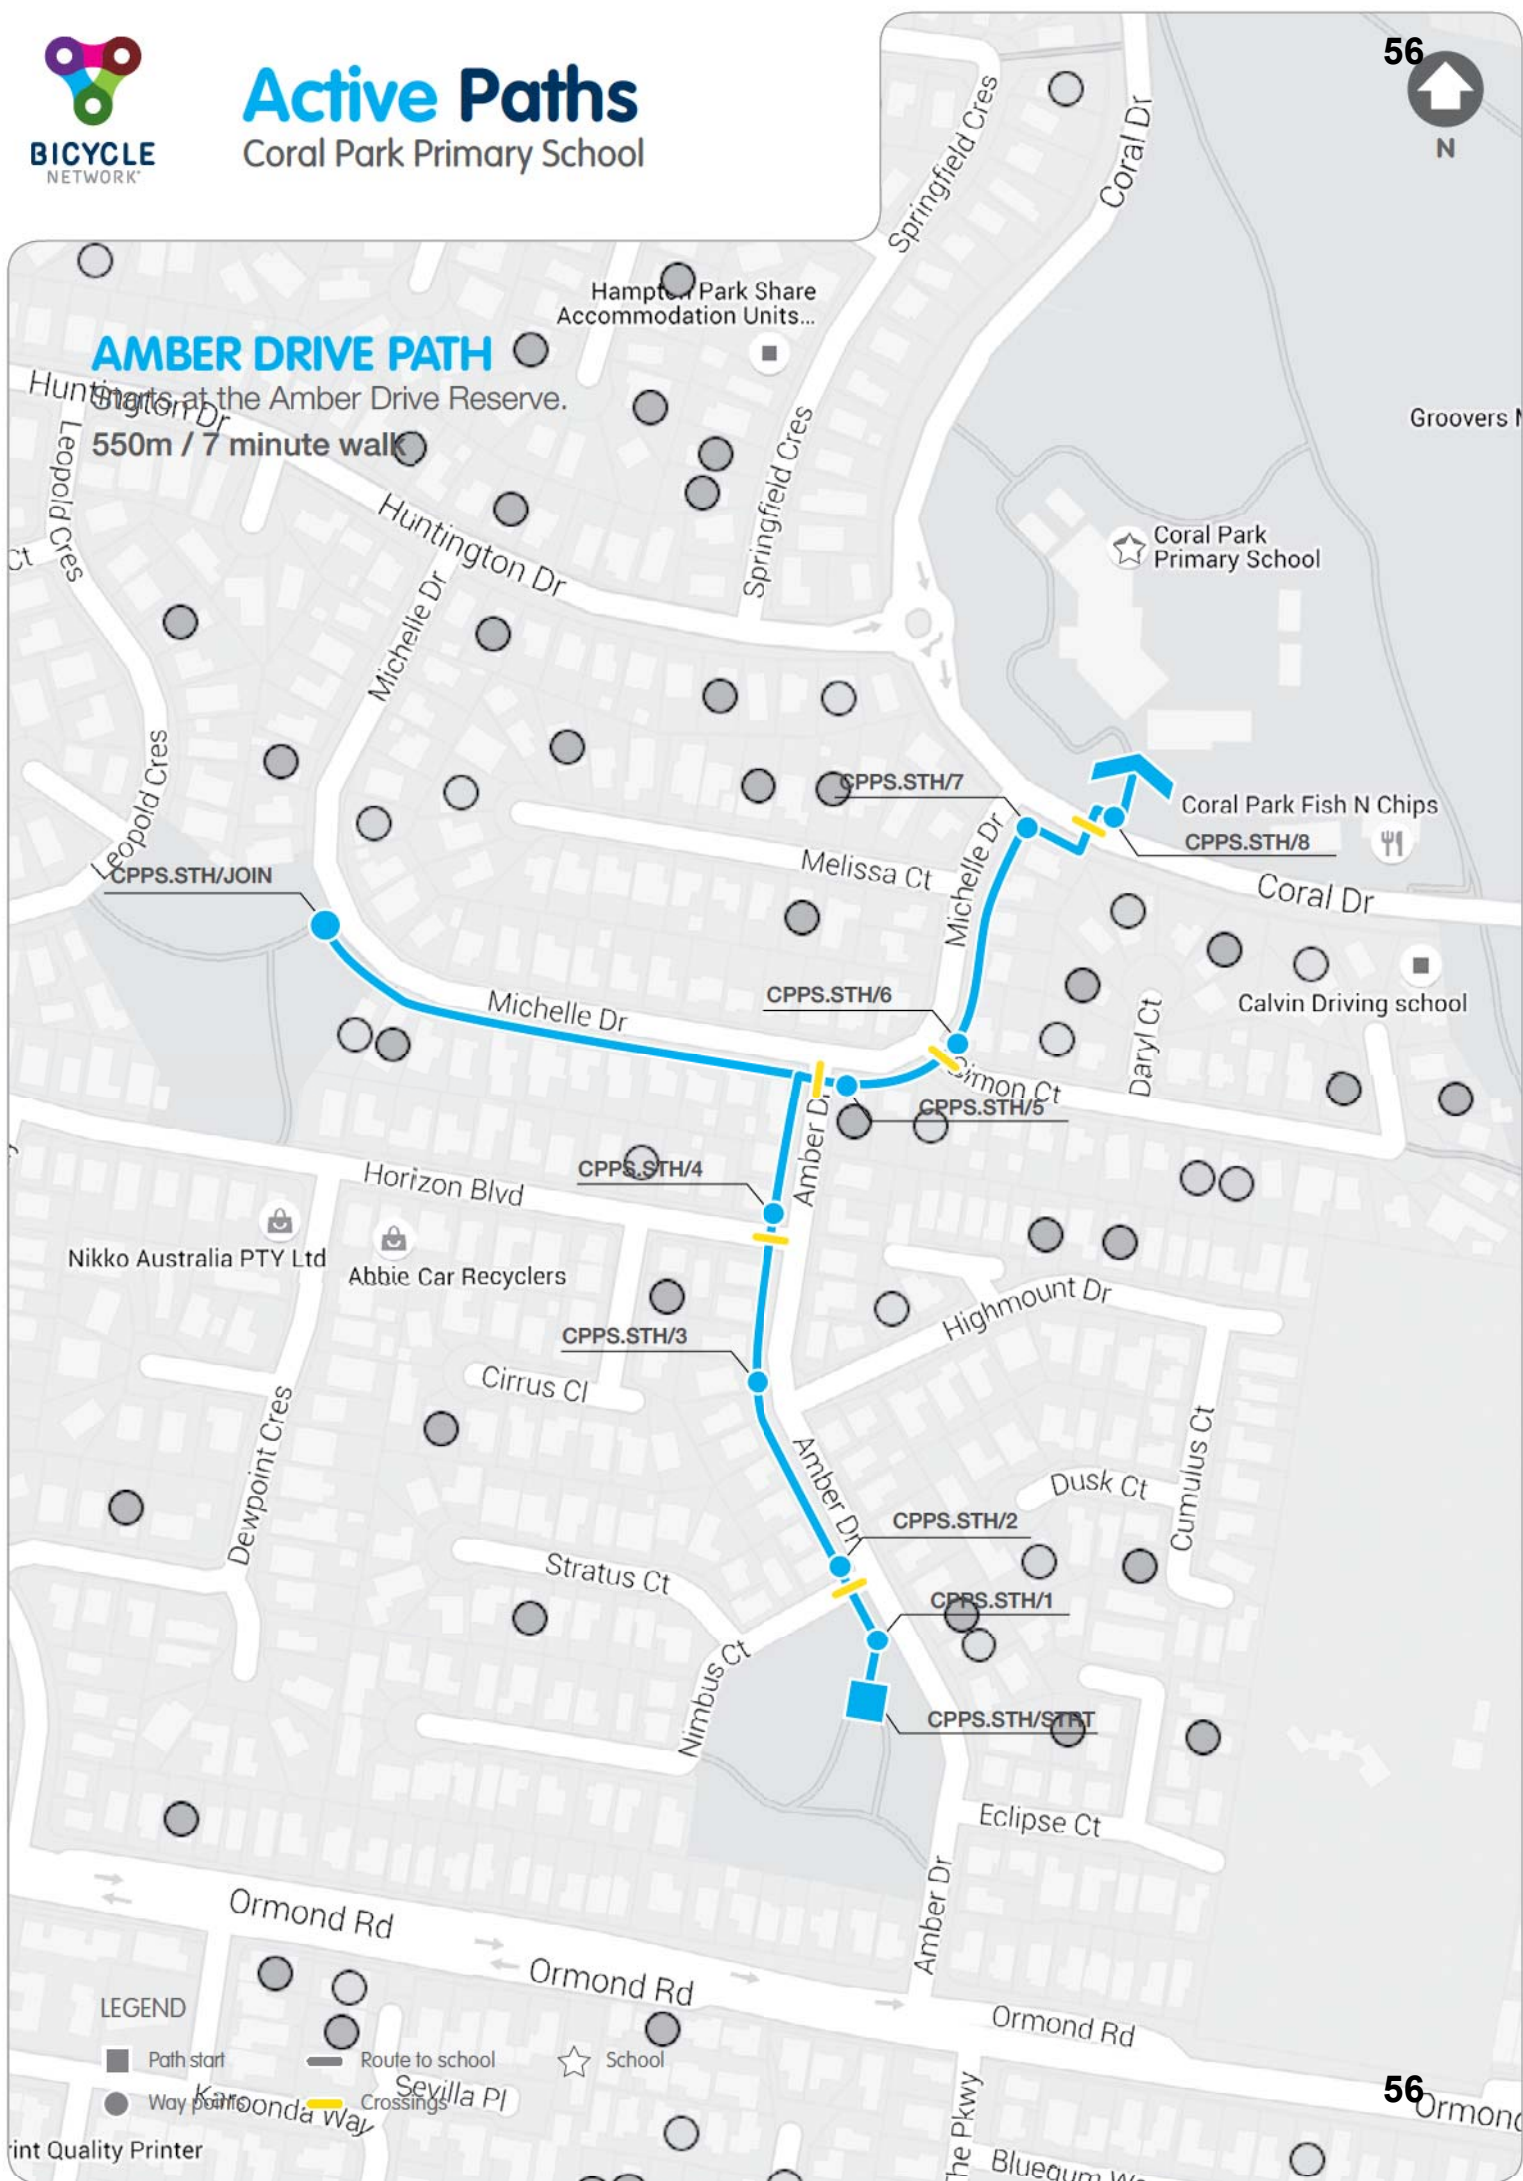 BICYCLE
NETWORK
Active Paths
Coral Park Primary School
56
N
Springfield Cres
Coral Dr
Hampton Park Share
Accommodation Units...
AMBER DRIVE PATH
Starts at the Amber Drive Reserve.
550m / 7 minute walk
Huntington Dr
Leopold Cres
Ct
Groovers
Huntington Dr
Springfield Cres
Michelle Dr
Coral Park
Primary School
Leopold Cres
CPPS.STH/7
Coral Park Fish N Chips
CPPS.STH/8
Melissa Ct
Michelle Dr
Coral Dr
CPPS.STH/JOIN
CPPS.STH/6
Michelle Dr
Calvin Driving school
Daryl Ct
Simon Ct
CPPS.STH/5
Amber Dr
CPPS.STH/4
Horizon Blvd
Nikko Australia PTY Ltd
Abbie Car Recyclers
Highmount Dr
CPPS.STH/3
Cirrus Cl
Dewpoint Cres
Amber Dr
Dusk Ct
Cumulus Ct
CPPS.STH/2
Stratus Ct
CPPS.STH/1
Nimbus Ct
CPPS.STH/STRT
Eclipse Ct
Amber Dr
Ormond Rd
Ormond Rd
Ormond Rd
LEGEND
Path start
Route to school
School
Way points
Crossings
Karoonda Way
Sevilla Pl
The Pkwy
56
Ormond
int Quality Printer
Bluegum